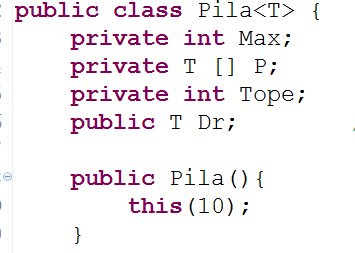 public class Pila<T> {
private int Max;
private T [] P;
private int Tope;
public T Dr;
public Pila(){
this(10);
}